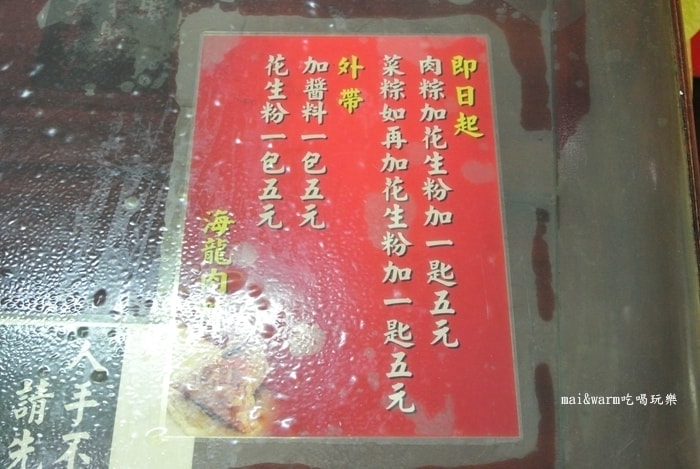 即日起
肉粽加花生粉加一匙五元
菜粽如再加花生粉加一匙五元
外帶
加醬料一包五元
花生粉一包五元
海龍肉
人手不
請先
mai&warm吃喝玩樂